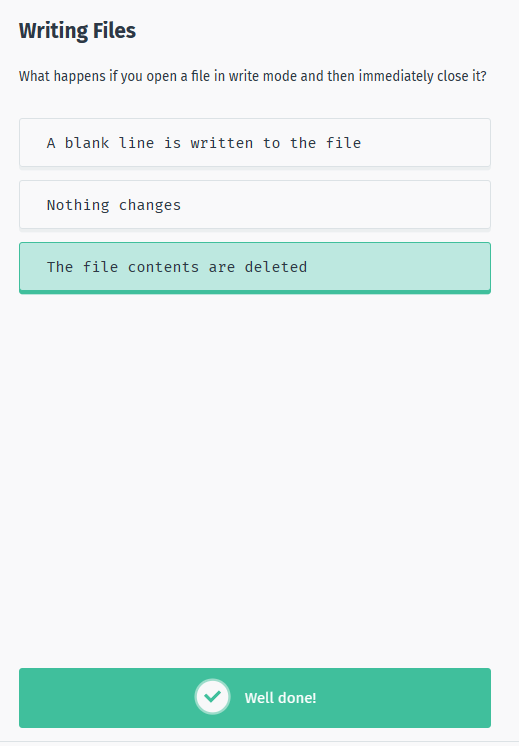 Writing Files
What happens if you open a file in write mode and then immediately close it?
A blank line is written to the file
Nothing changes
The file contents are deleted
Well done!